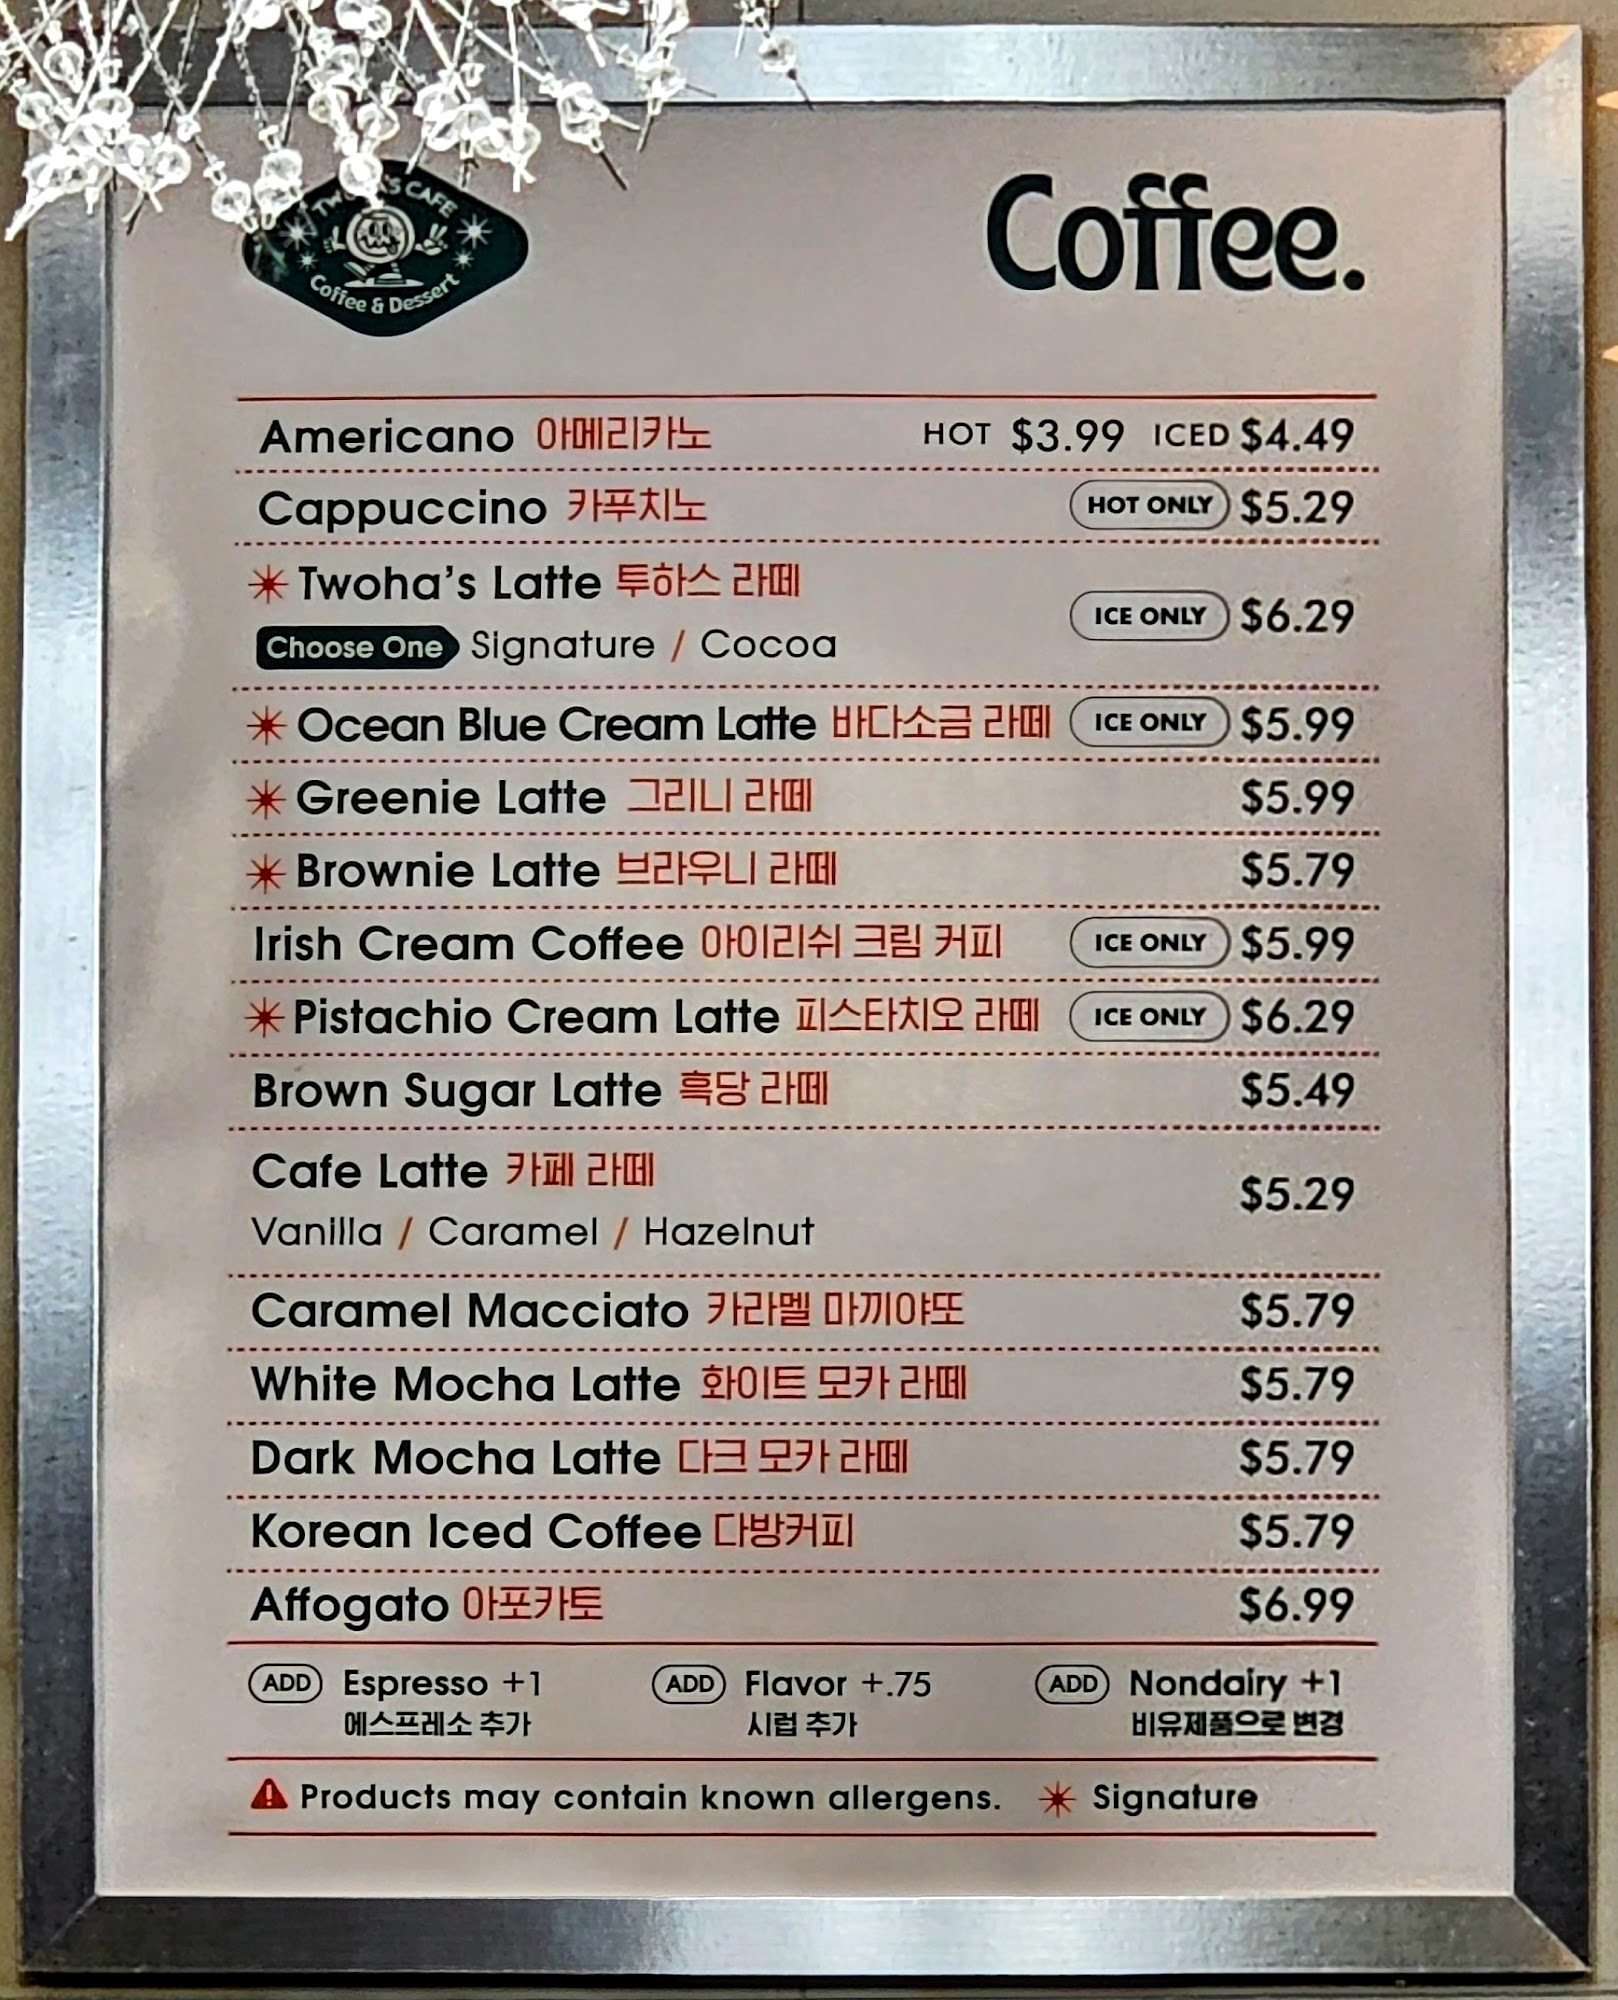 S CAFE
Coffee & Dessert
Coffee.
Americano 아메리카노 HOT $3.99 ICED $4.49
Cappuccino 카푸치노 HOT ONLY $5.29
Twoha's Latte 투하스 라떼
ICE ONLY $6.29
Choose One Signature / Cocoa
Ocean Blue Cream Latte 바다소금 라떼 ICE ONLY $5.99
Greenie Latte 그리니 라떼 $5.99
Brownie Latte 브라우니 라떼 $5.79
Irish Cream Coffee 아이리쉬 크림 커피 ICE ONLY $5.99
Pistachio Cream Latte 피스타치오 라떼 ICE ONLY $6.29
Brown Sugar Latte 흑당 라떼 $5.49
Cafe Latte 카페 라떼
$5.29
Vanilla / Caramel / Hazelnut
Caramel Macciato 카라멜 마끼야또 $5.79
White Mocha Latte 화이트 모카 라떼 $5.79
Dark Mocha Latte 다크 모카 라떼 $5.79
Korean Iced Coffee 다방커피 $5.79
Affogato 아포카토 $6.99
ADD Espresso +1 ADD Flavor +.75 ADD Nondairy +1
에스프레소 추가 시럽 추가 비유제품으로 변경
Products may contain known allergens. Signature